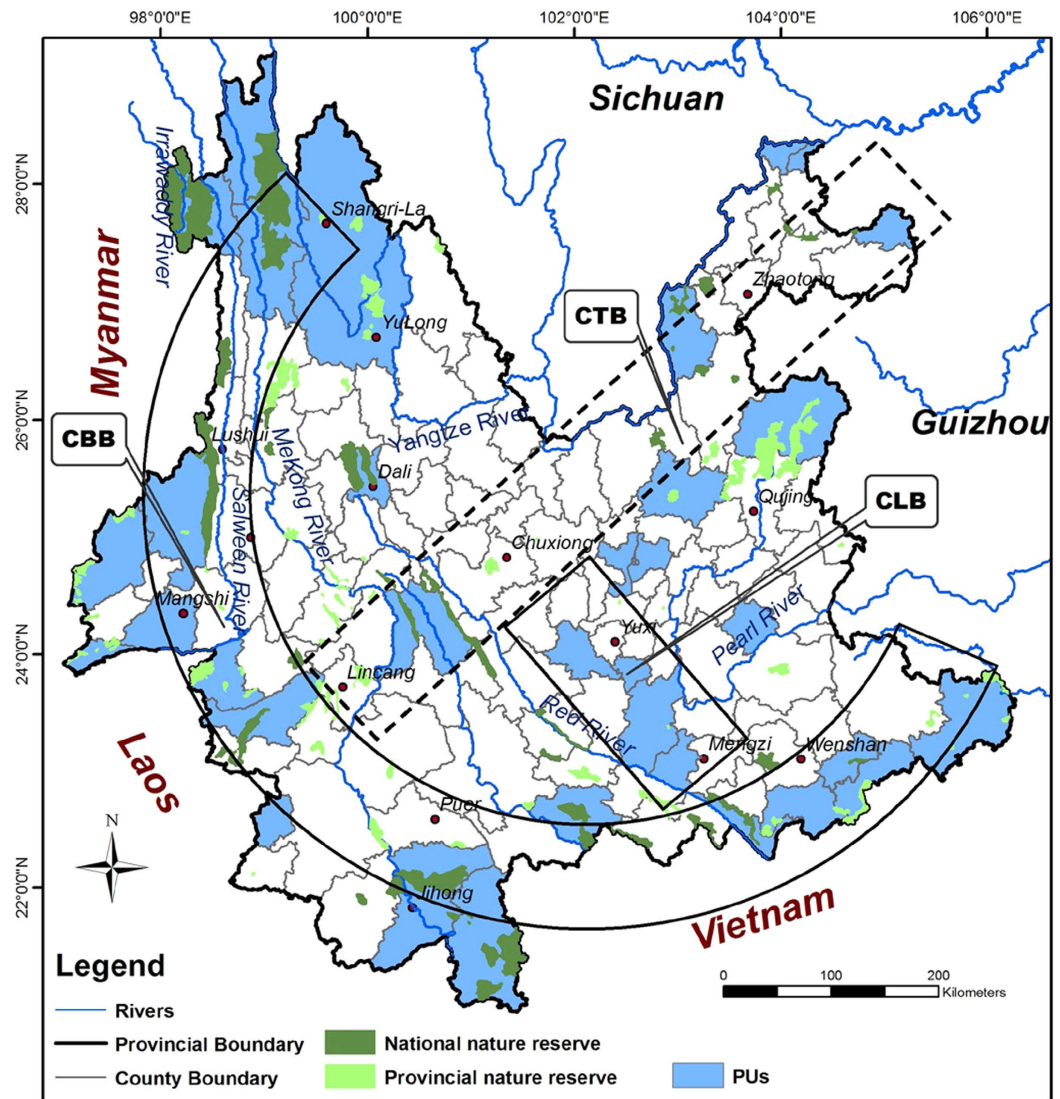 98°0'0"E 100°0'0"E 102°0'0"E 104°0'0"E 106°0'0"E
Sichuan
28°0'0"N
Irrawaddy River
Shangri-La
Zhaotong
Myanmar
CTB
YuLong
26°0'0"N
Guizhou
CBB
Lushui
Yangtze River
MeKong River
Dali
Salween River
Qujing
CLB
Chuxiong
Mangshi
Yuxi
Pearl River
24°0'0"N
Lincang
Red River
Mengzi
Wenshan
Laos
Puer
N
22°0'0"N
Jihong
Vietnam
Legend
0 100 200
Kilometers
Rivers
Provincial Boundary
National nature reserve
County Boundary
Provincial nature reserve
PUs